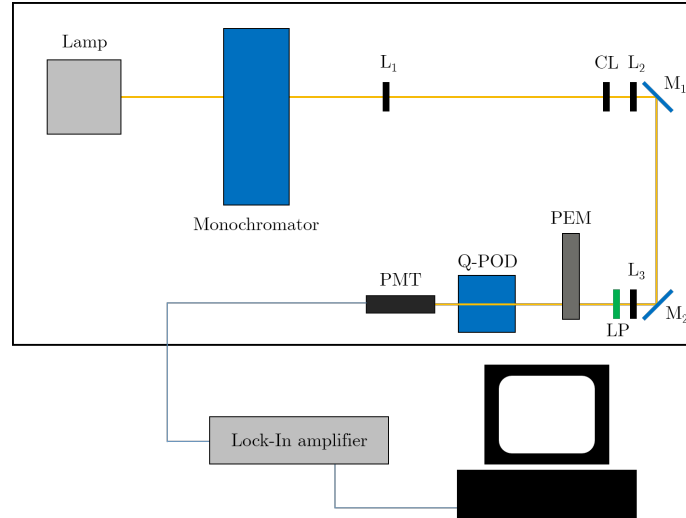 Lamp
L₁
CL
L₂
M₁
Monochromator
PEM
Q-POD
PMT
L₃
M₂
LP
Lock-In amplifier